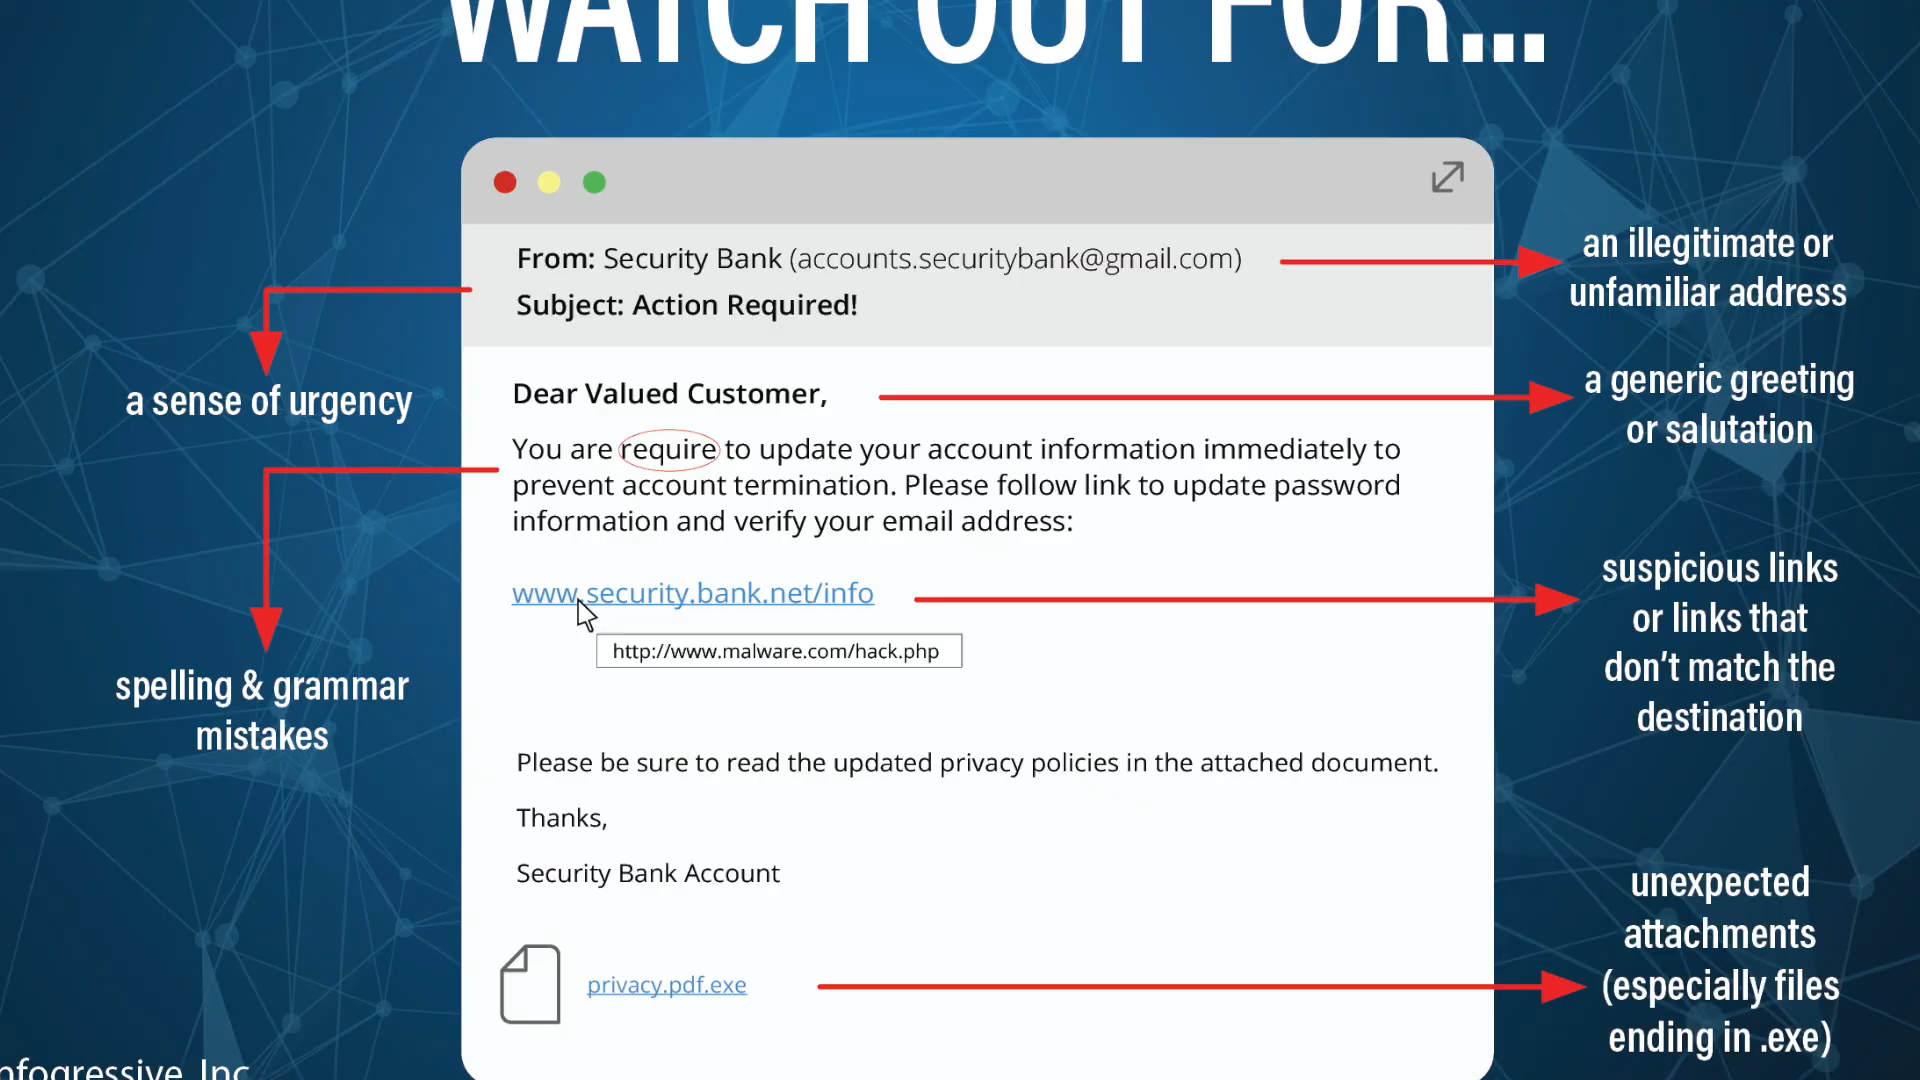 WATCH OUT FOR...
From: Security Bank (accounts.securitybank@gmail.com)
Subject: Action Required!
an illegitimate or
unfamiliar address
a sense of urgency
Dear Valued Customer,
a generic greeting
or salutation
You are require to update your account information immediately to
prevent account termination. Please follow link to update password
information and verify your email address:
www.security.bank.net/info
http://www.malware.com/hack.php
suspicious links
or links that
don't match the
destination
spelling & grammar
mistakes
Please be sure to read the updated privacy policies in the attached document.
Thanks,
Security Bank Account
privacy.pdf.exe
unexpected
attachments
(especially files
ending in .exe)
nfogressive, Inc